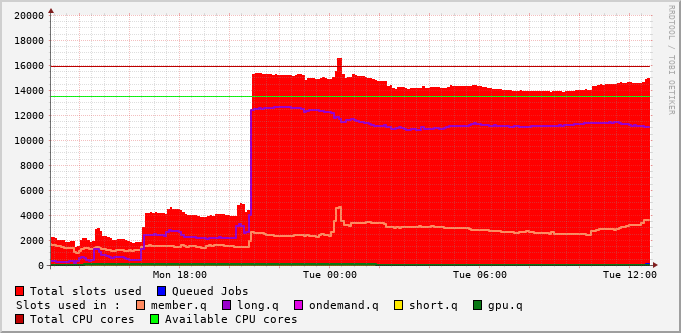 20000
18000
16000
14000
12000
10000
8000
6000
4000
2000
0
Mon 18:00 Tue 00:00 Tue 06:00 Tue 12:00
Total slots used Queued Jobs
Slots used in : member.q long.q ondemand.q short.q gpu.q
Total CPU cores Available CPU cores
RRDTOOL / TOBI OETIKER